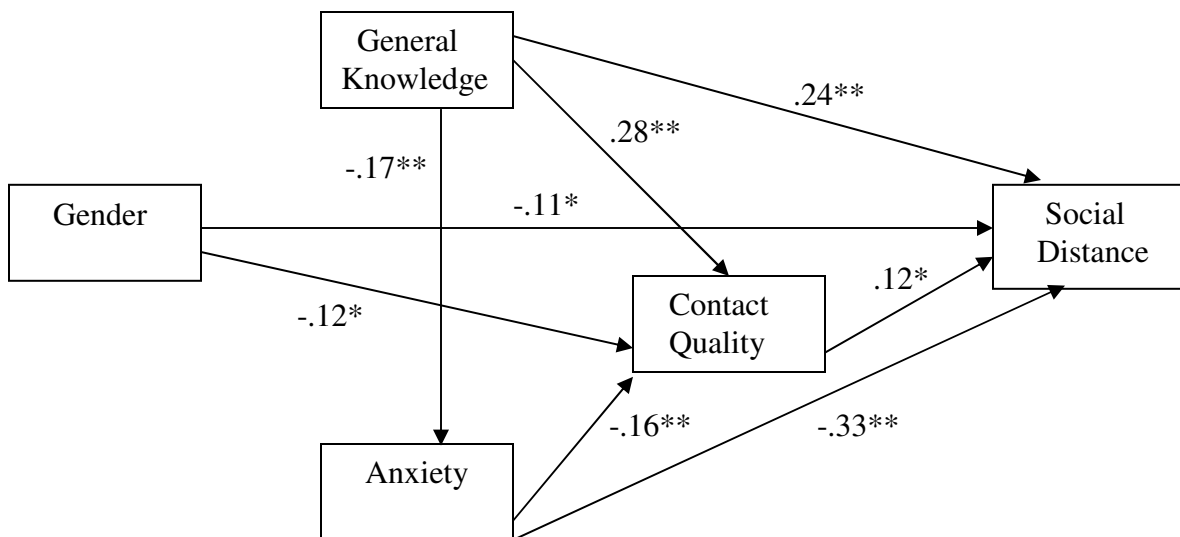 General
Knowledge
.24**
.28**
-.17**
Gender
-.11*
Social
Distance
-.12*
Contact
Quality
.12*
-.16**
-.33**
Anxiety